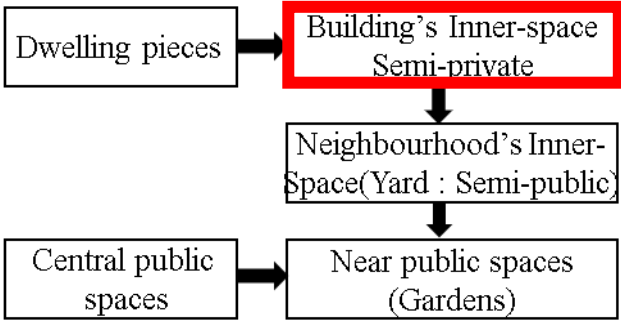 Dwelling pieces
Building's Inner-space
Semi-private
Neighbourhood's Inner-
Space(Yard : Semi-public)
Central public
spaces
Near public spaces
(Gardens)